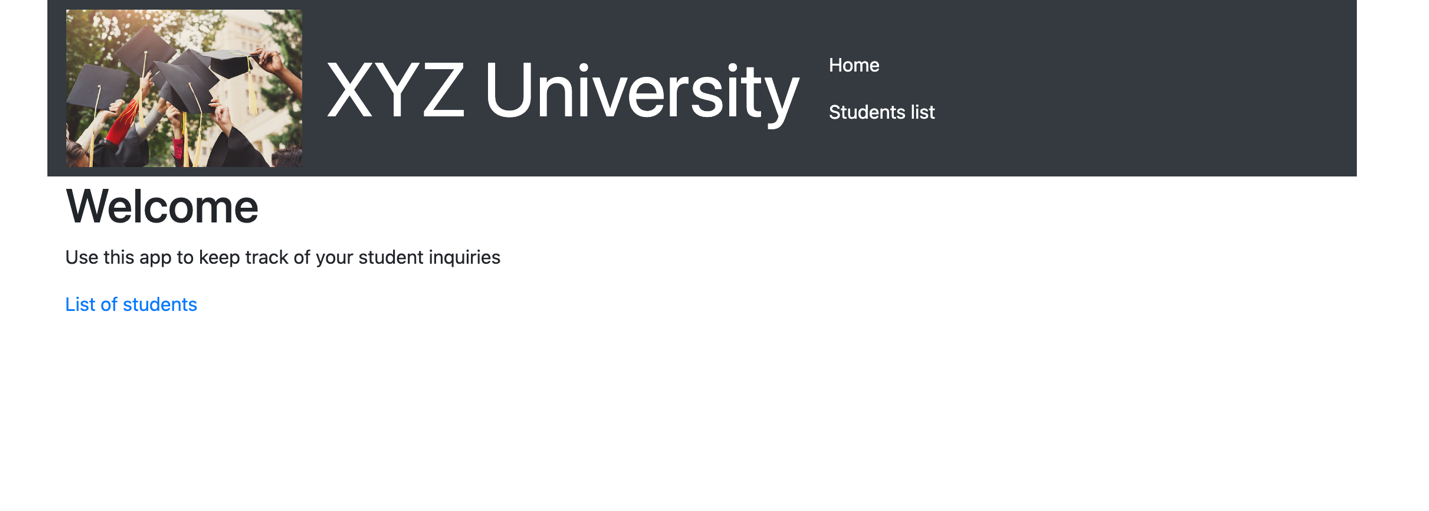 XYZ University
Home
Students list
Welcome
Use this app to keep track of your student inquiries
List of students